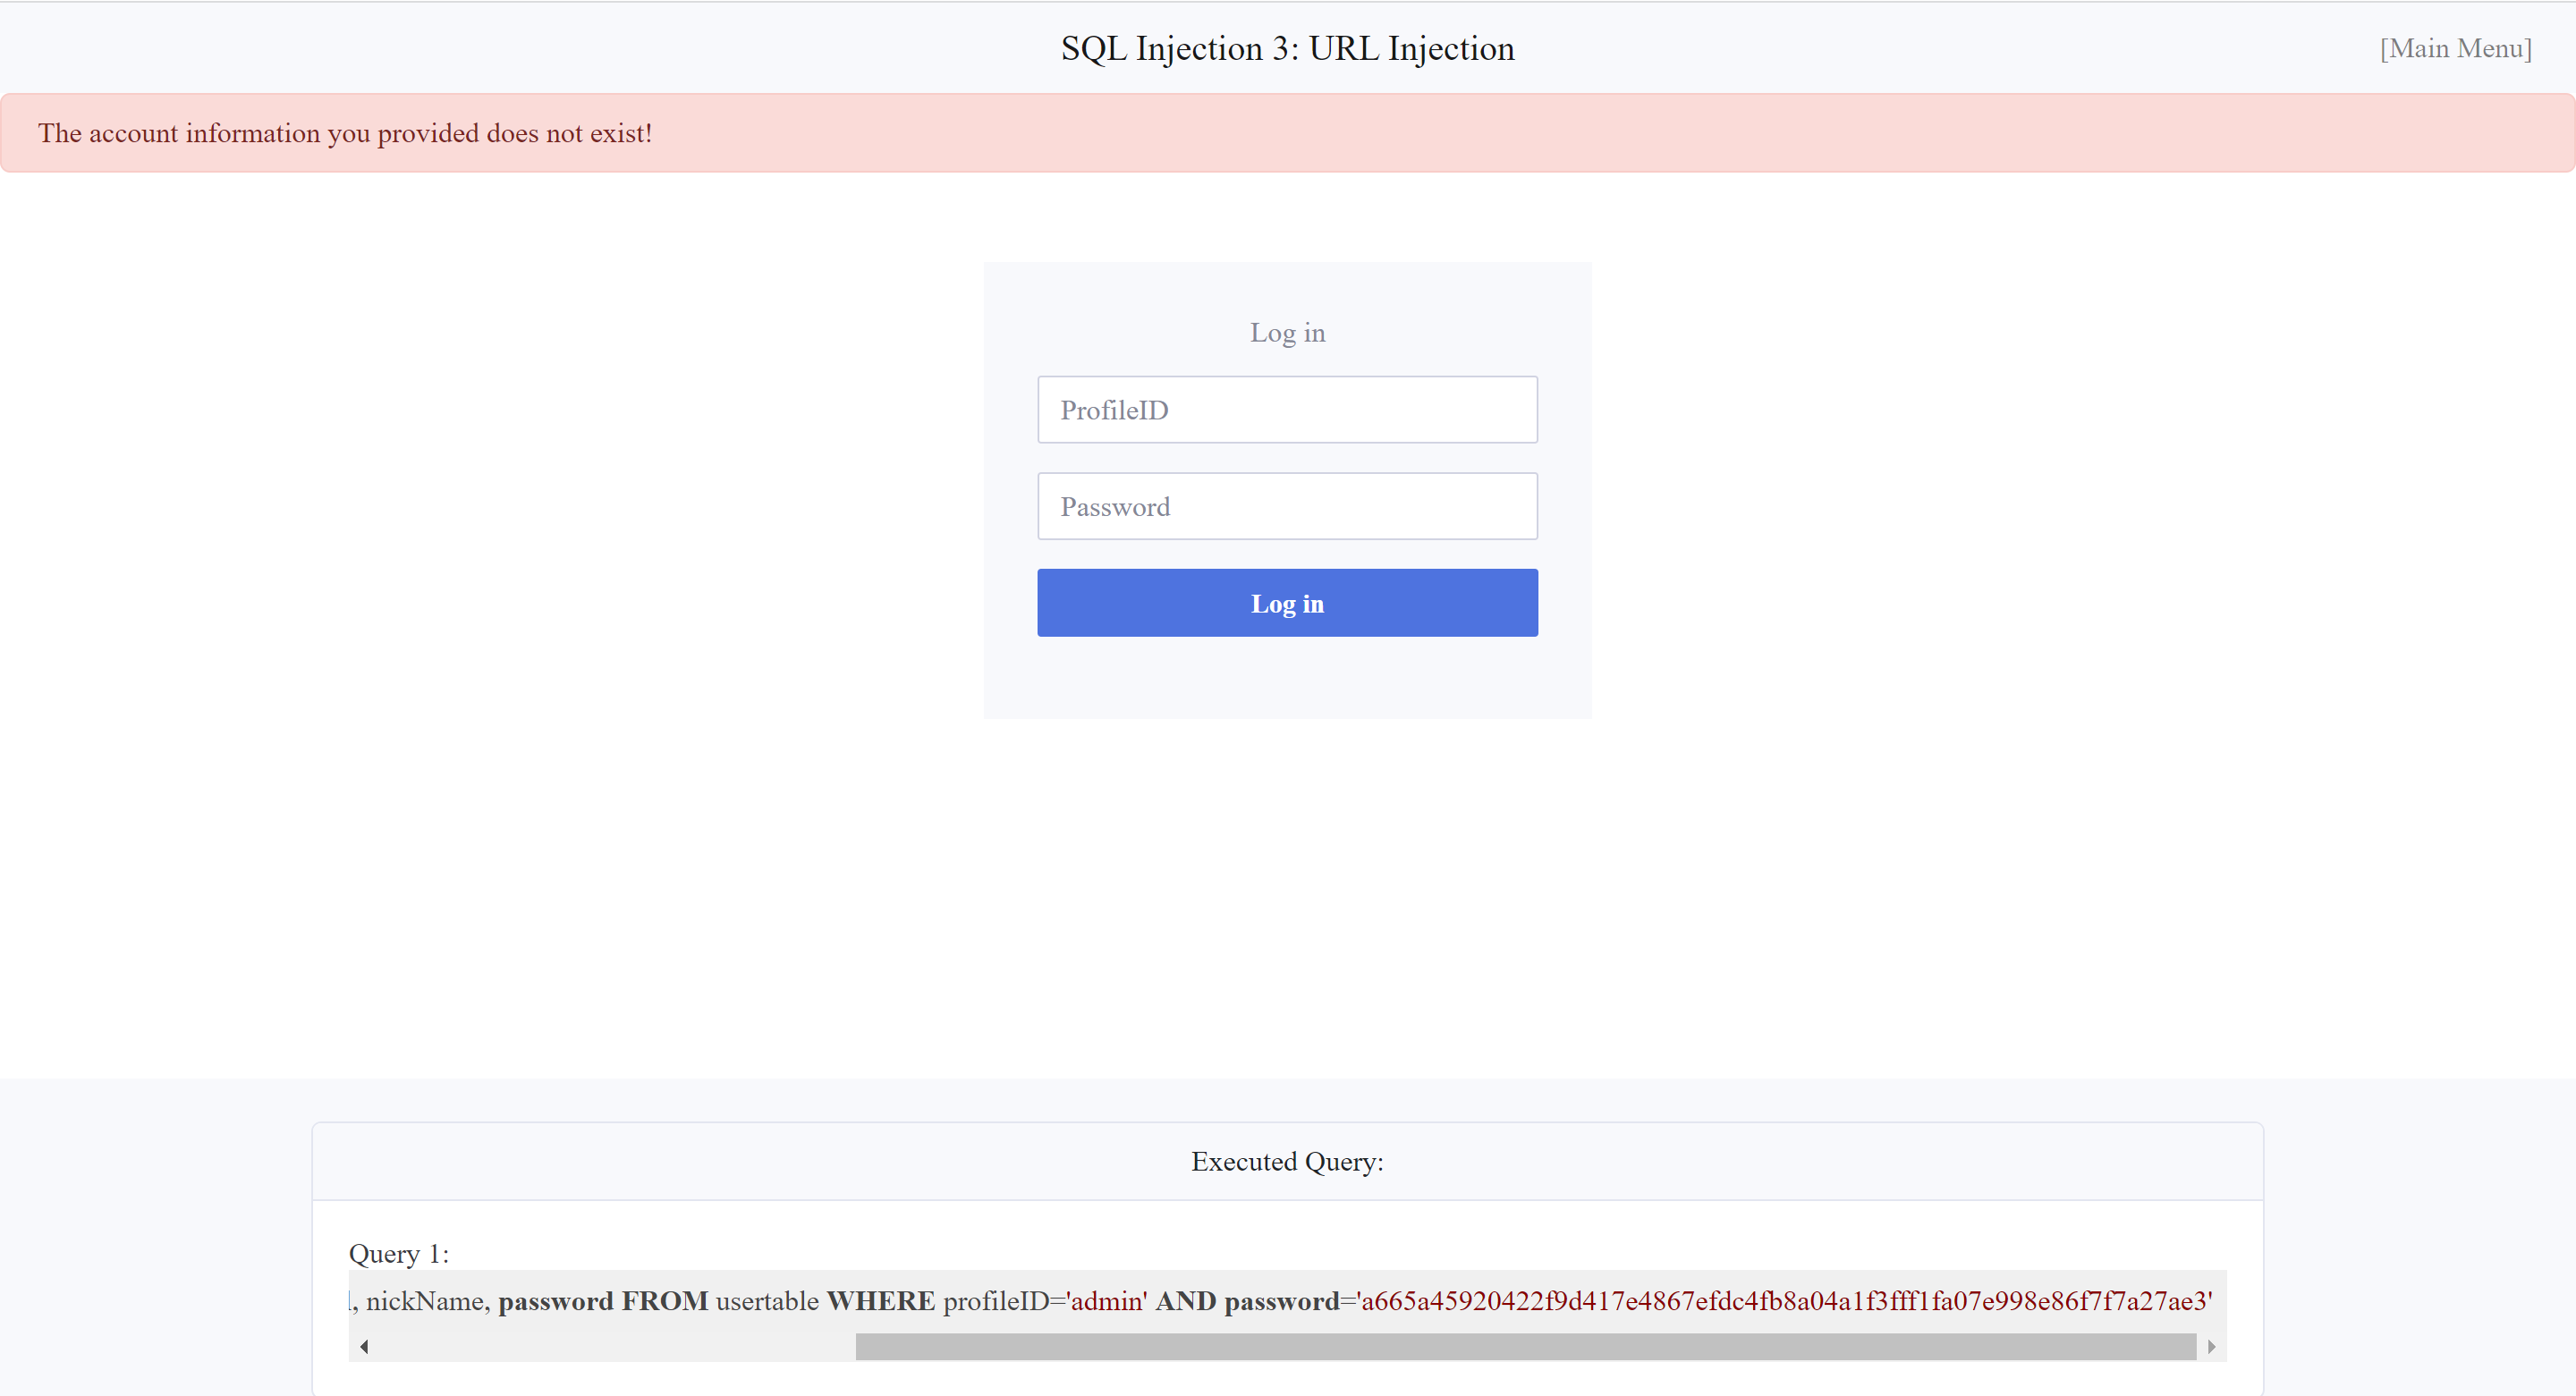 SQL Injection 3: URL Injection
[Main Menu]
The account information you provided does not exist!
Log in
ProfileID
Password
Log in
Executed Query:
Query 1:
, nickName, password FROM usertable WHERE profileID='admin' AND password='a665a45920422f9d417e4867efdc4fb8a04a1f3fff1fa07e998e86f7f7a27ae3'